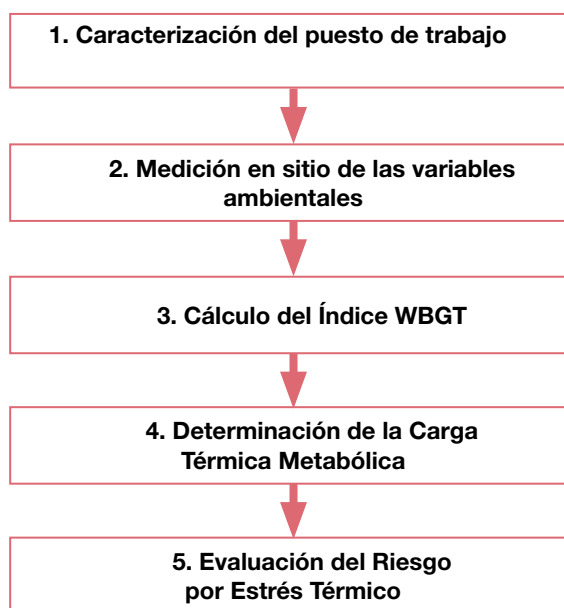 1. Caracterización del puesto de trabajo
2. Medición en sitio de las variables
ambientales
3. Cálculo del Índice WBGT
4. Determinación de la Carga
Térmica Metabólica
5. Evaluación del Riesgo
por Estrés Térmico